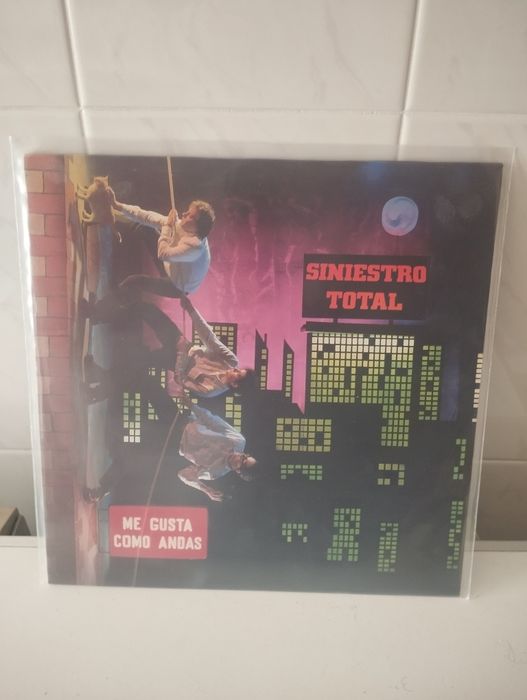 SINIESTRO
TOTAL
ME GUSTA
COMO ANDAS